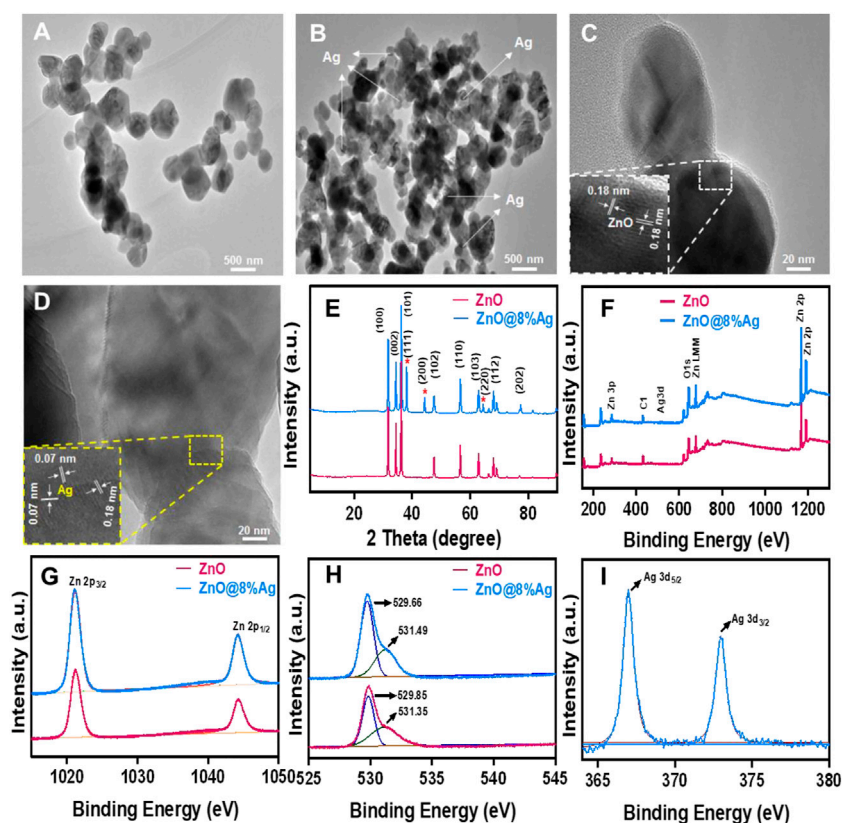 A
500 nm
B
Ag
Ag
Ag
500 nm
C
0.18 nm
ZnO
0.18 nm
20 nm
D
0.07 nm
Ag
0.07 nm
0.18 nm
20 nm
E
ZnO
ZnO@8%Ag
(100)
(002)
(101)
(111)
*
(200)
*
(102)
(110)
(103)
(220)
*
(112)
(202)
Intensity (a.u.)
0 20 40 60 80
2 Theta (degree)
F
ZnO
ZnO@8%Ag
Zn 3p
C1
Ag3d
O1s
Zn LMM
Zn 2p
Zn 2p
Intensity (a.u.)
200 400 600 800 1000 1200
Binding Energy (eV)
G
ZnO
ZnO@8%Ag
Zn 2p3/2
Zn 2p1/2
Intensity (a.u.)
1020 1030 1040 1050
Binding Energy (eV)
H
ZnO
ZnO@8%Ag
529.66
531.49
529.85
531.35
Intensity (a.u.)
525 530 535 540 545
Binding Energy (eV)
I
Ag 3d5/2
Ag 3d3/2
Intensity (a.u.)
365 370 375 380
Binding Energy (eV)